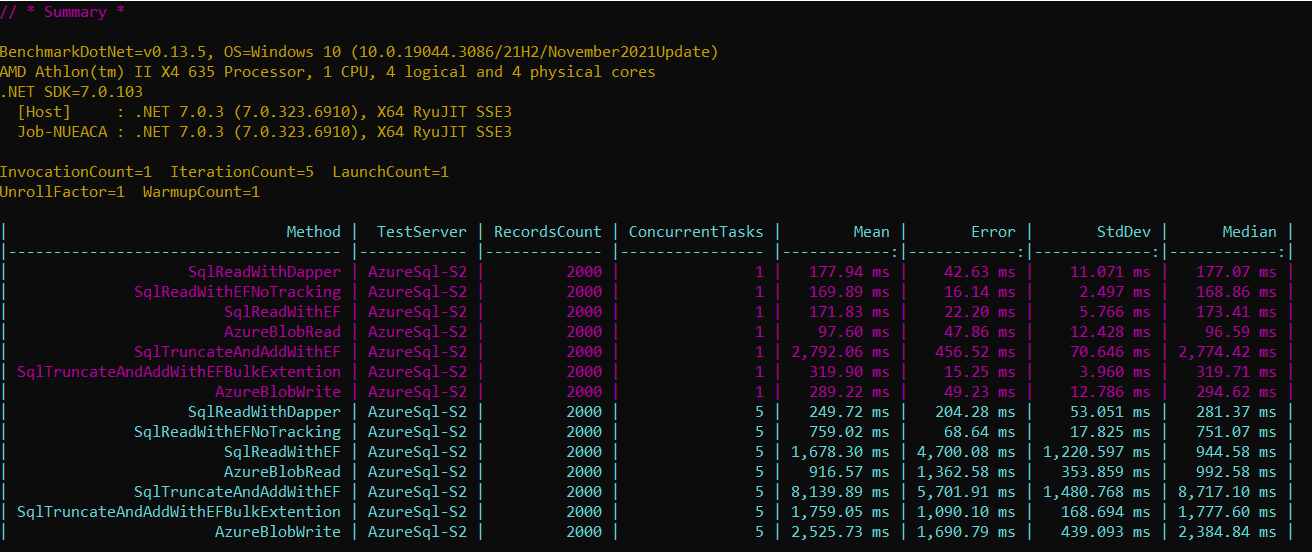 // * Summary *
BenchmarkDotNet=v0.13.5, OS=Windows 10 (10.0.19044.3086/21H2/November2021Update)
AMD Athlon(tm) II X4 635 Processor, 1 CPU, 4 logical and 4 physical cores
.NET SDK=7.0.103
[Host]     : .NET 7.0.3 (7.0.323.6910), X64 RyuJIT SSE3
Job-NUEACA : .NET 7.0.3 (7.0.323.6910), X64 RyuJIT SSE3
InvocationCount=1  IterationCount=5  LaunchCount=1
UnrollFactor=1  WarmupCount=1
| Method | TestServer | RecordsCount | ConcurrentTasks | Mean | Error | StdDev | Median |
|------------------------------------- |------------ |------------- |---------------- |------------:|------------:|------------:|------------:|
| SqlReadWithDapper | AzureSql-S2 | 2000 | 1 | 177.94 ms | 42.63 ms | 11.071 ms | 177.07 ms |
| SqlReadWithEFNoTracking | AzureSql-S2 | 2000 | 1 | 169.89 ms | 16.14 ms | 2.497 ms | 168.86 ms |
| SqlReadWithEF | AzureSql-S2 | 2000 | 1 | 171.83 ms | 22.20 ms | 5.766 ms | 173.41 ms |
| AzureBlobRead | AzureSql-S2 | 2000 | 1 | 97.60 ms | 47.86 ms | 12.428 ms | 96.59 ms |
| SqlTruncateAndAddWithEF | AzureSql-S2 | 2000 | 1 | 2,792.06 ms | 456.52 ms | 70.646 ms | 2,774.42 ms |
| SqlTruncateAndAddWithEFBulkExtention | AzureSql-S2 | 2000 | 1 | 319.90 ms | 15.25 ms | 3.960 ms | 319.71 ms |
| AzureBlobWrite | AzureSql-S2 | 2000 | 1 | 289.22 ms | 49.23 ms | 12.786 ms | 294.62 ms |
| SqlReadWithDapper | AzureSql-S2 | 2000 | 5 | 249.72 ms | 204.28 ms | 53.051 ms | 281.37 ms |
| SqlReadWithEFNoTracking | AzureSql-S2 | 2000 | 5 | 759.02 ms | 68.64 ms | 17.825 ms | 751.07 ms |
| SqlReadWithEF | AzureSql-S2 | 2000 | 5 | 1,678.30 ms | 4,700.08 ms | 1,220.597 ms | 944.58 ms |
| AzureBlobRead | AzureSql-S2 | 2000 | 5 | 916.57 ms | 1,362.58 ms | 353.859 ms | 992.58 ms |
| SqlTruncateAndAddWithEF | AzureSql-S2 | 2000 | 5 | 8,139.89 ms | 5,701.91 ms | 1,480.768 ms | 8,717.10 ms |
| SqlTruncateAndAddWithEFBulkExtention | AzureSql-S2 | 2000 | 5 | 1,759.05 ms | 1,090.10 ms | 168.694 ms | 1,777.60 ms |
| AzureBlobWrite | AzureSql-S2 | 2000 | 5 | 2,525.73 ms | 1,690.79 ms | 439.093 ms | 2,384.84 ms |